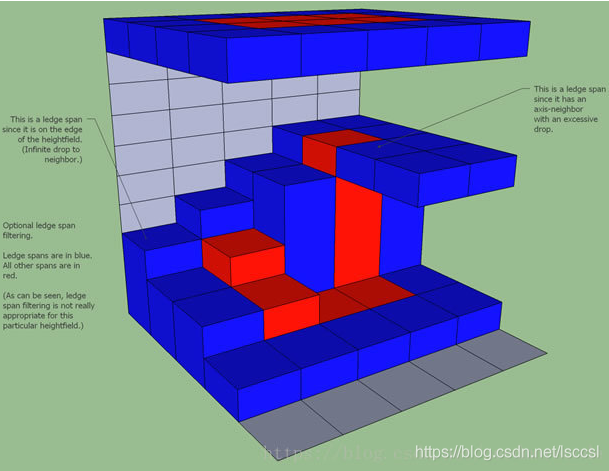 This is a ledge span
since it has an
axis-neighbor
with an excessive
drop.
This is a ledge span
since it is on the edge
of the heightfield.
(Infinite drop to
neighbor.)
Optional ledge span
filtering.
Ledge spans are in blue.
All other spans are in
red.
(As can be seen, ledge
span filtering is not really
appropriate for this
particular heightfield.)
https://blog.csdn.net/lsccsl